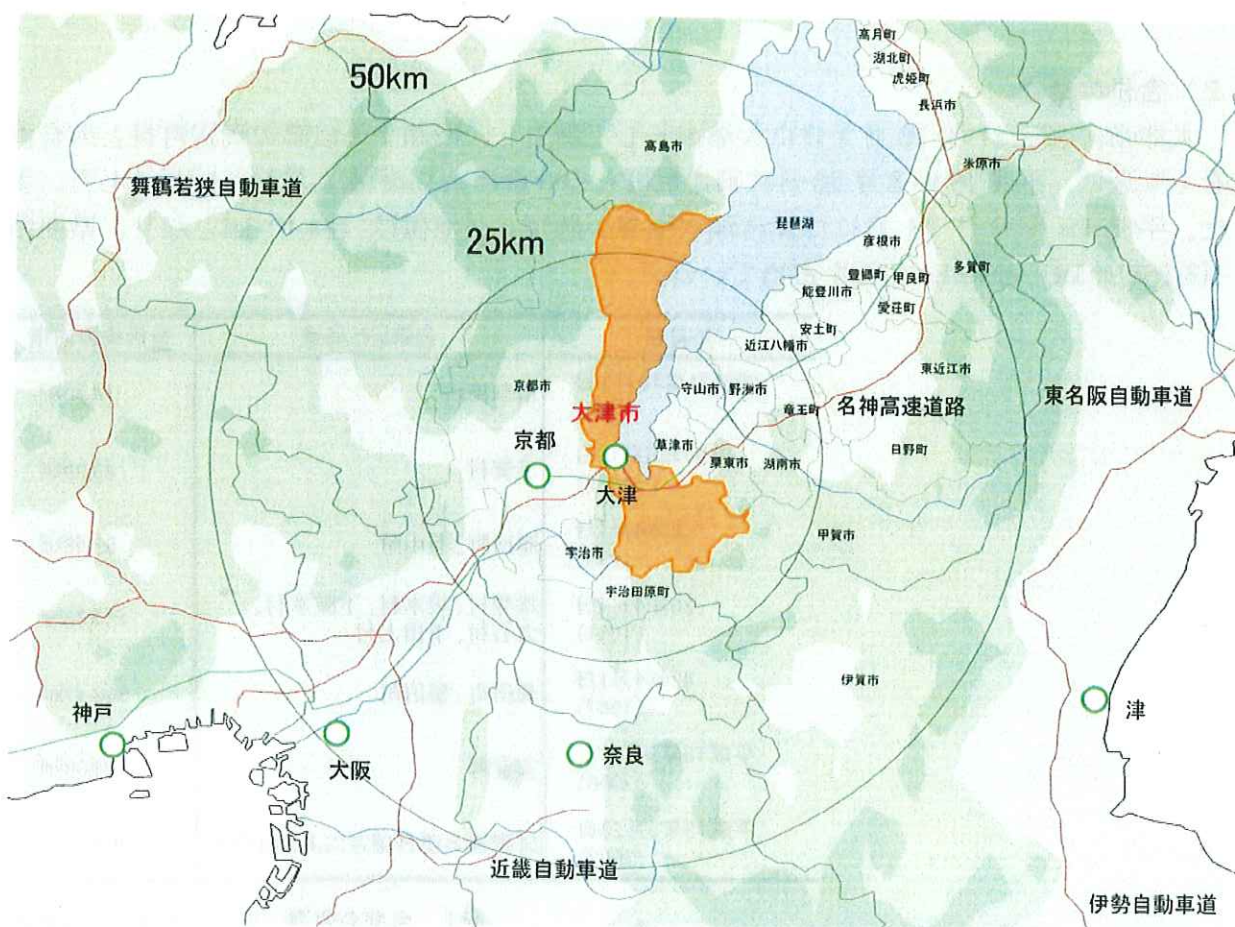 50km
高月町
湖北町
虎姫町
長浜市
米原市
高島市
舞鶴若狭自動車道
琵琶湖
25km
彦根市
豊郷町
甲良町
多賀町
能登川市
愛荘町
安土町
近江八幡市
東近江市
京都市
守山市
野洲市
竜王町
名神高速道路
東名阪自動車道
大津市
京都
草津市
栗東市
湖南市
日野町
大津
甲賀市
宇治市
宇治田原町
伊賀市
津
神戸
大阪
奈良
近畿自動車道
伊勢自動車道